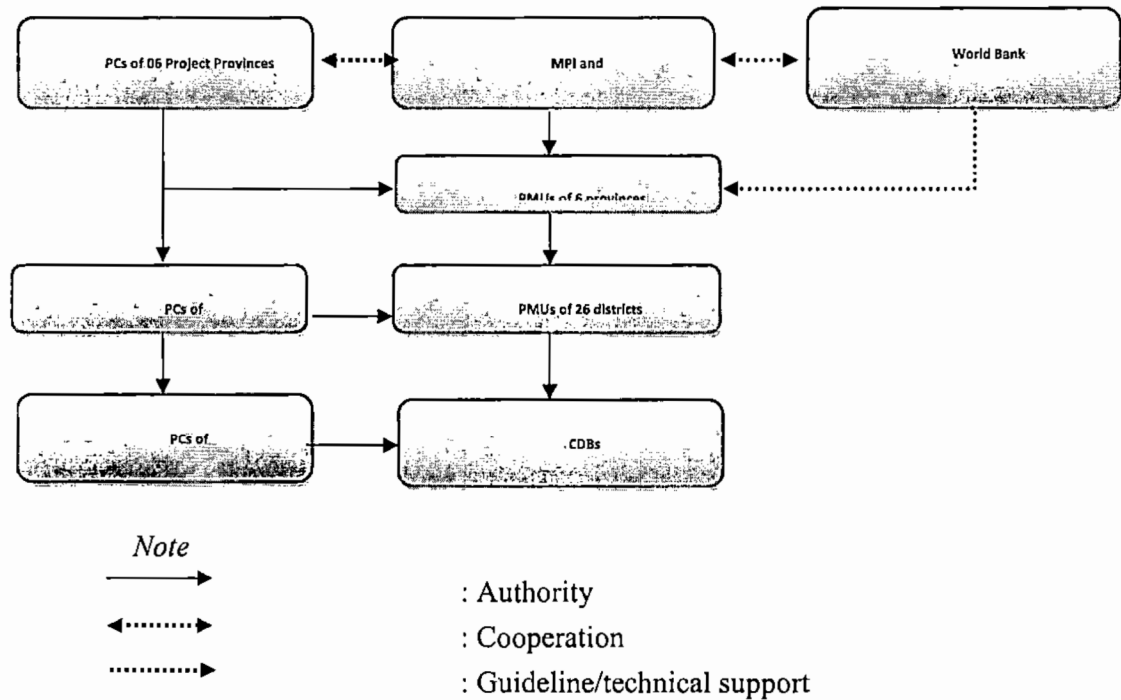 PCs of 06 Project Provinces
MPI and
World Bank
PMUs of 6 provinces
PCs of
PMUs of 26 districts
PCs of
CDBs
Note
: Authority
: Cooperation
: Guideline/technical support